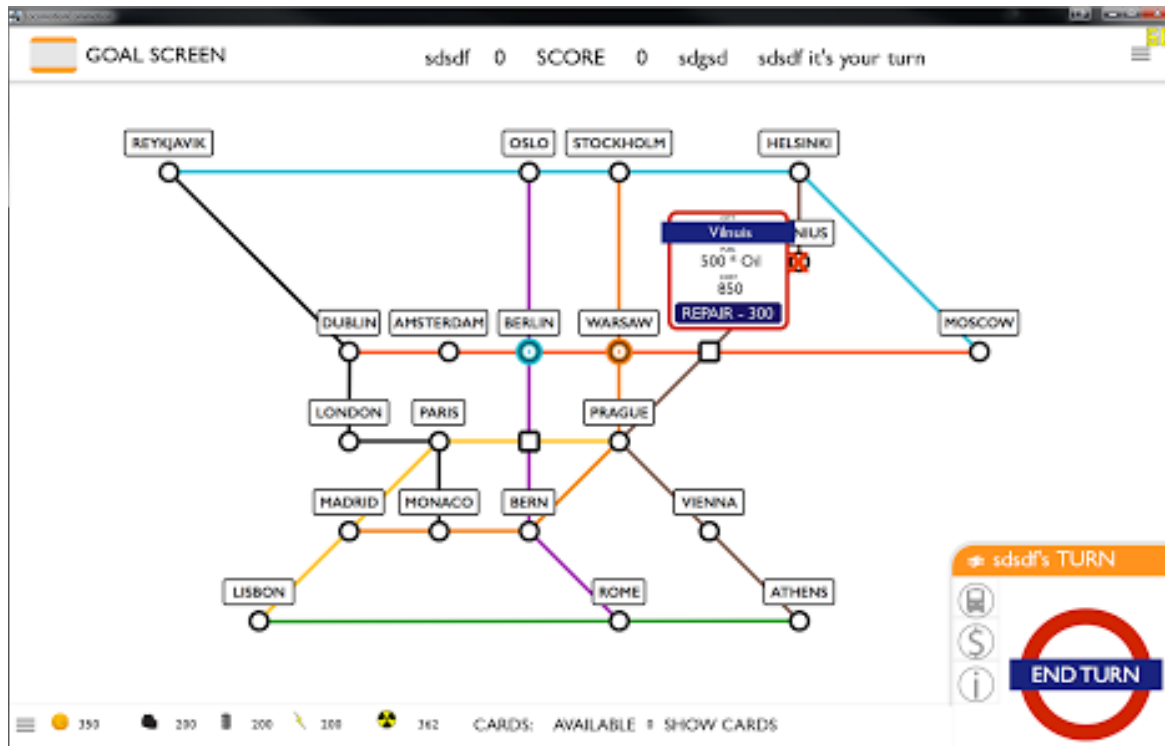 GOAL SCREEN
sdsdf 0 SCORE 0 sdgsd sdsdf it's your turn
REYKJAVIK OSLO STOCKHOLM HELSINKI
Vilnuis NIUS
500 * Oil
850
REPAIR - 300
DUBLIN AMSTERDAM BERLIN WARSAW MOSCOW
LONDON PARIS PRAGUE
MADRID MONACO BERN VIENNA
LISBON ROME ATHENS
sdsdf's TURN
$
i
END TURN
350 200 200 200 362 CARDS: AVAILABLE SHOW CARDS